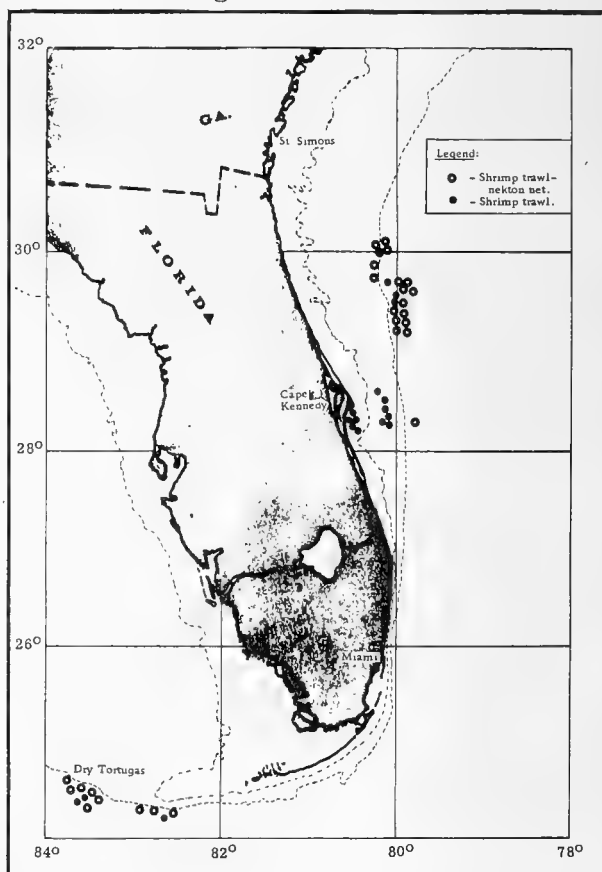 32°
GA.
St Simons
Legend:
- Shrimp trawl-
nekton net.
- Shrimp trawl.
30°
FLORIDA
12
Cape
Kennedy
28°
26°
Miami
Dry Tortugas
84°
82°
80°
78°